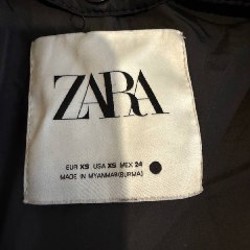 ZARA
EUR XS USA XS MEX 24
MADE IN MYANMAR(BURMA)